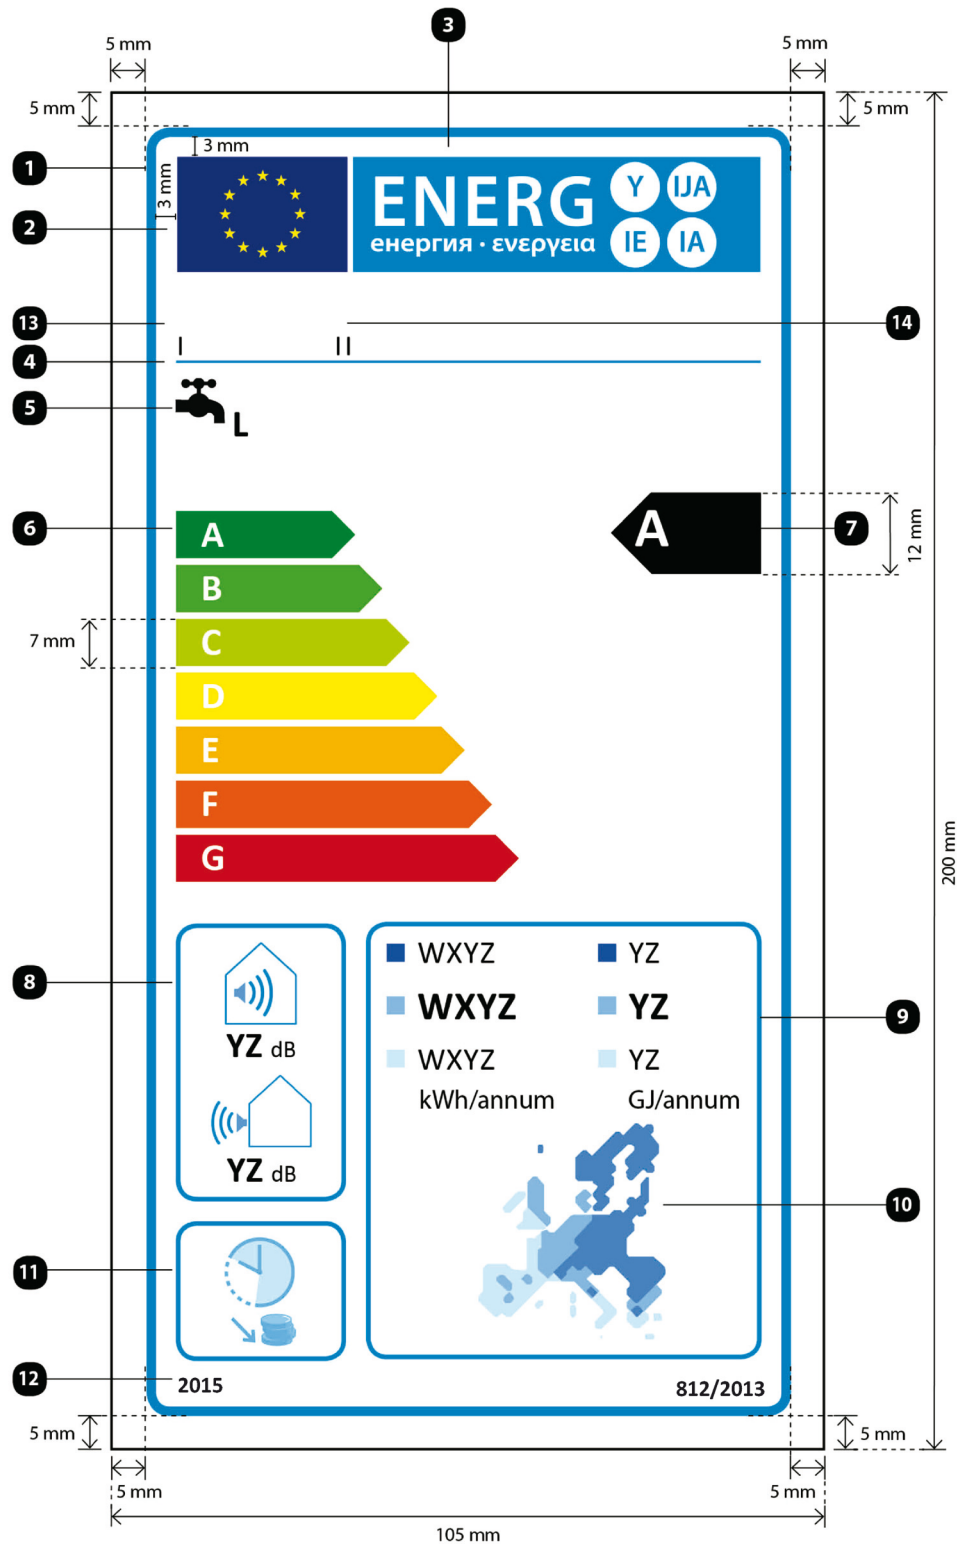 3
5 mm
5 mm
5 mm
5 mm
1
3 mm
3 mm
2
ENERG
енергия · ενεργεια
Y
IJA
IE
IA
13
14
I
II
4
5
L
6
A
A
7
12 mm
B
7 mm
C
D
E
F
G
200 mm
8
YZ dB
YZ dB
WXYZ
YZ
WXYZ
YZ
WXYZ
YZ
kWh/annum
GJ/annum
9
10
11
12
2015
812/2013
5 mm
5 mm
5 mm
5 mm
105 mm